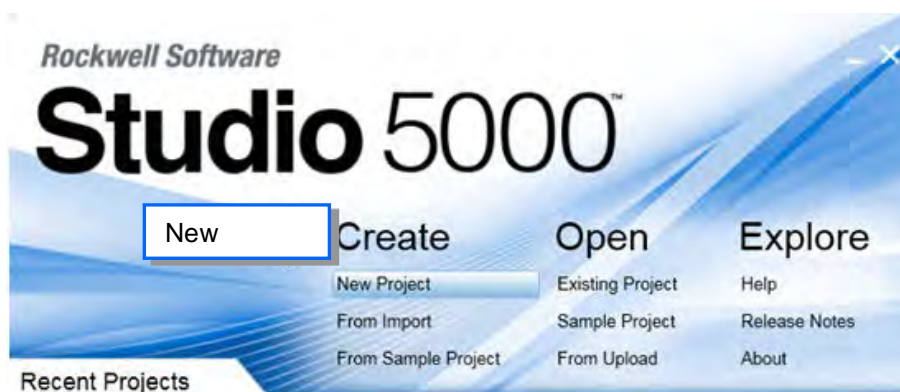 Rockwell Software
Studio 5000™
New
Create
Open
Explore
New Project
Existing Project
Help
From Import
Sample Project
Release Notes
From Sample Project
From Upload
About
Recent Projects